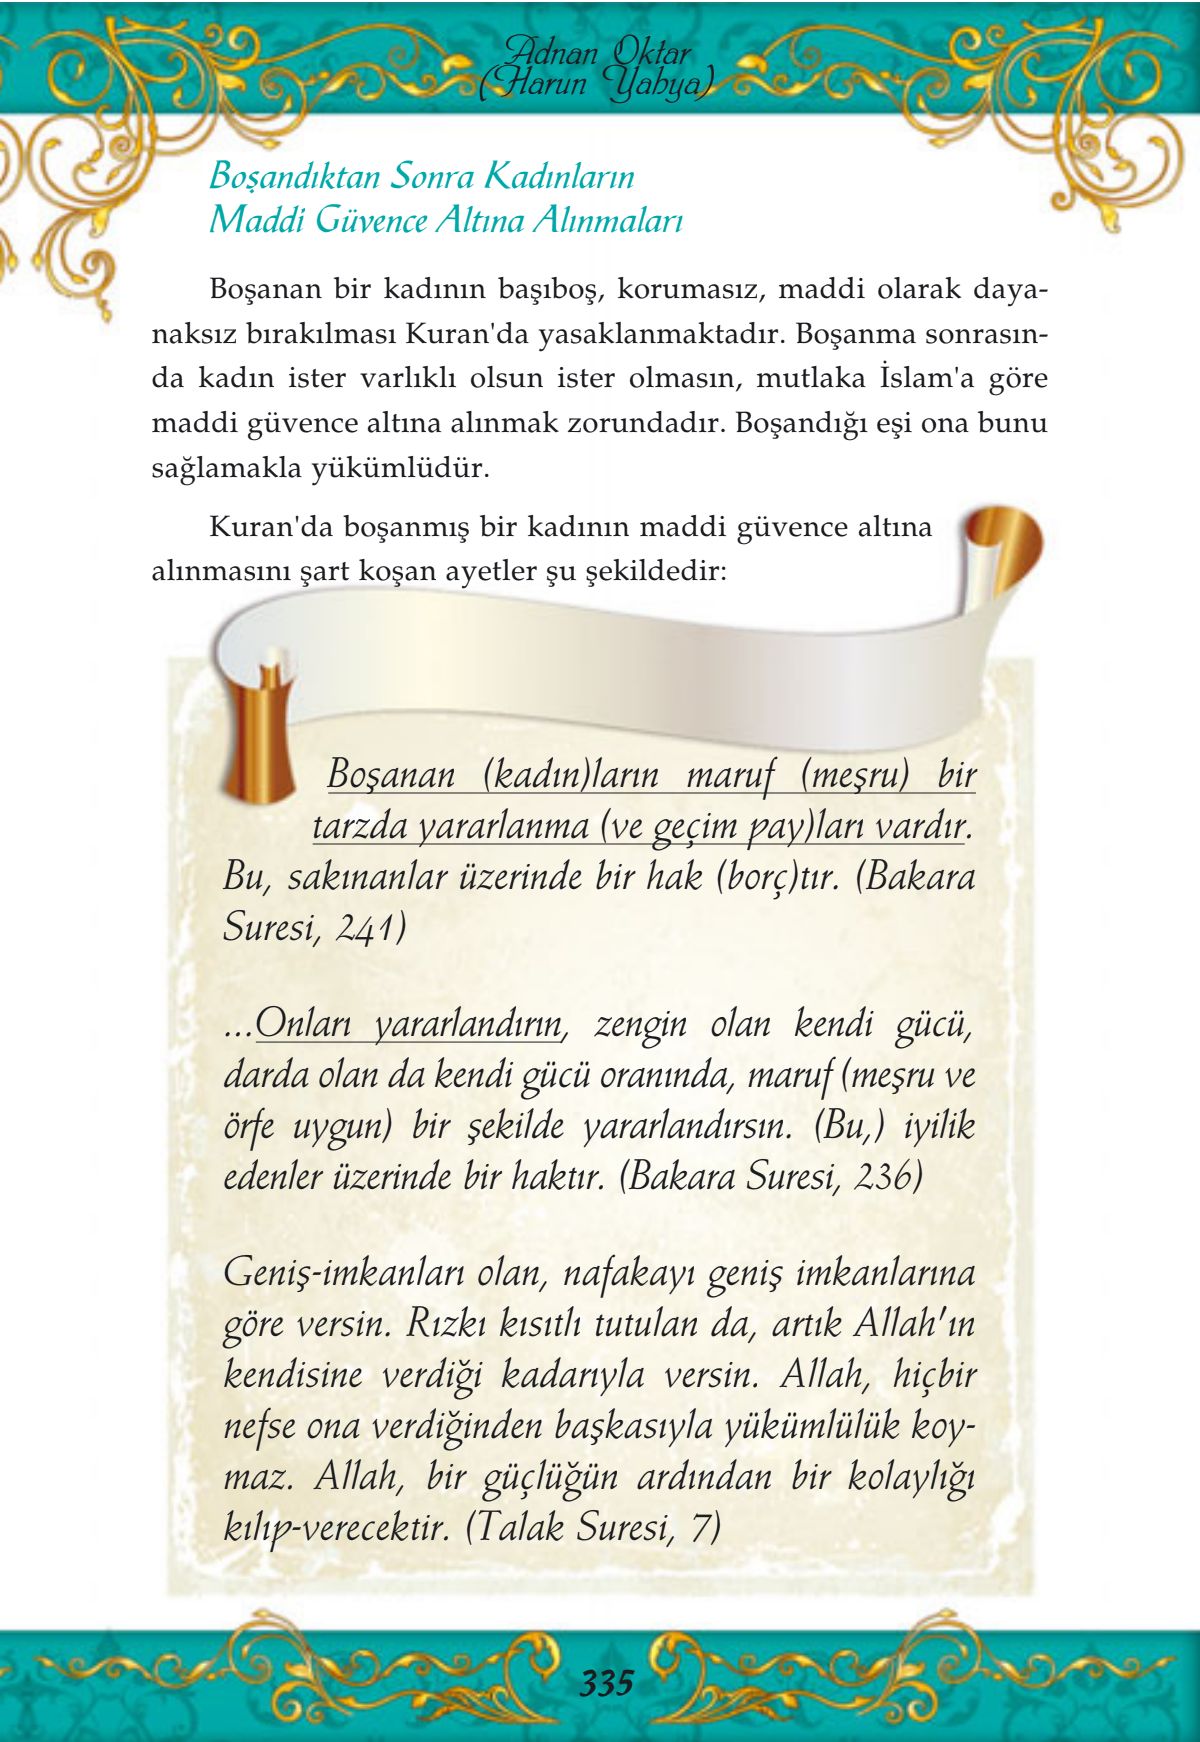 Adnan Oktar
(Harun Yahya)
Boşandıktan Sonra Kadınların
Maddi Güvence Altına Alınmaları
Boşanan bir kadının başıboş, korumasız, maddi olarak daya-
naksız bırakılması Kuran'da yasaklanmaktadır. Boşanma sonrasın-
da kadın ister varlıklı olsun ister olmasın, mutlaka İslam'a göre
maddi güvence altına alınmak zorundadır. Boşandığı eşi ona bunu
sağlamakla yükümlüdür.
Kuran'da boşanmış bir kadının maddi güvence altına
alınmasını şart koşan ayetler şu şekildedir:
Boşanan (kadın)ların maruf (meşru) bir
tarzda yararlanma (ve geçim pay)ları vardır.
Bu, sakınanlar üzerinde bir hak (borç)tır. (Bakara
Suresi, 241)
...Onları yararlandırın, zengin olan kendi gücü,
darda olan da kendi gücü oranında, maruf (meşru ve
örfe uygun) bir şekilde yararlandırsın. (Bu,) iyilik
edenler üzerinde bir haktır. (Bakara Suresi, 236)
Geniş-imkanları olan, nafakayı geniş imkanlarına
göre versin. Rızkı kısıtlı tutulan da, artık Allah'ın
kendisine verdiği kadarıyla versin. Allah, hiçbir
nefse ona verdiğinden başkasıyla yükümlülük koy-
maz. Allah, bir güçlüğün ardından bir kolaylığı
kılıp-verecektir. (Talak Suresi, 7)
335